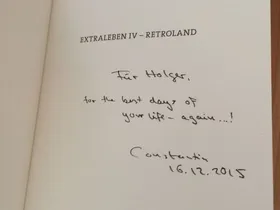 EXTRALEBEN IV – RETROLAND
Für Holger,
for the best days of
your life – again...!
Constantin
16.12.2015